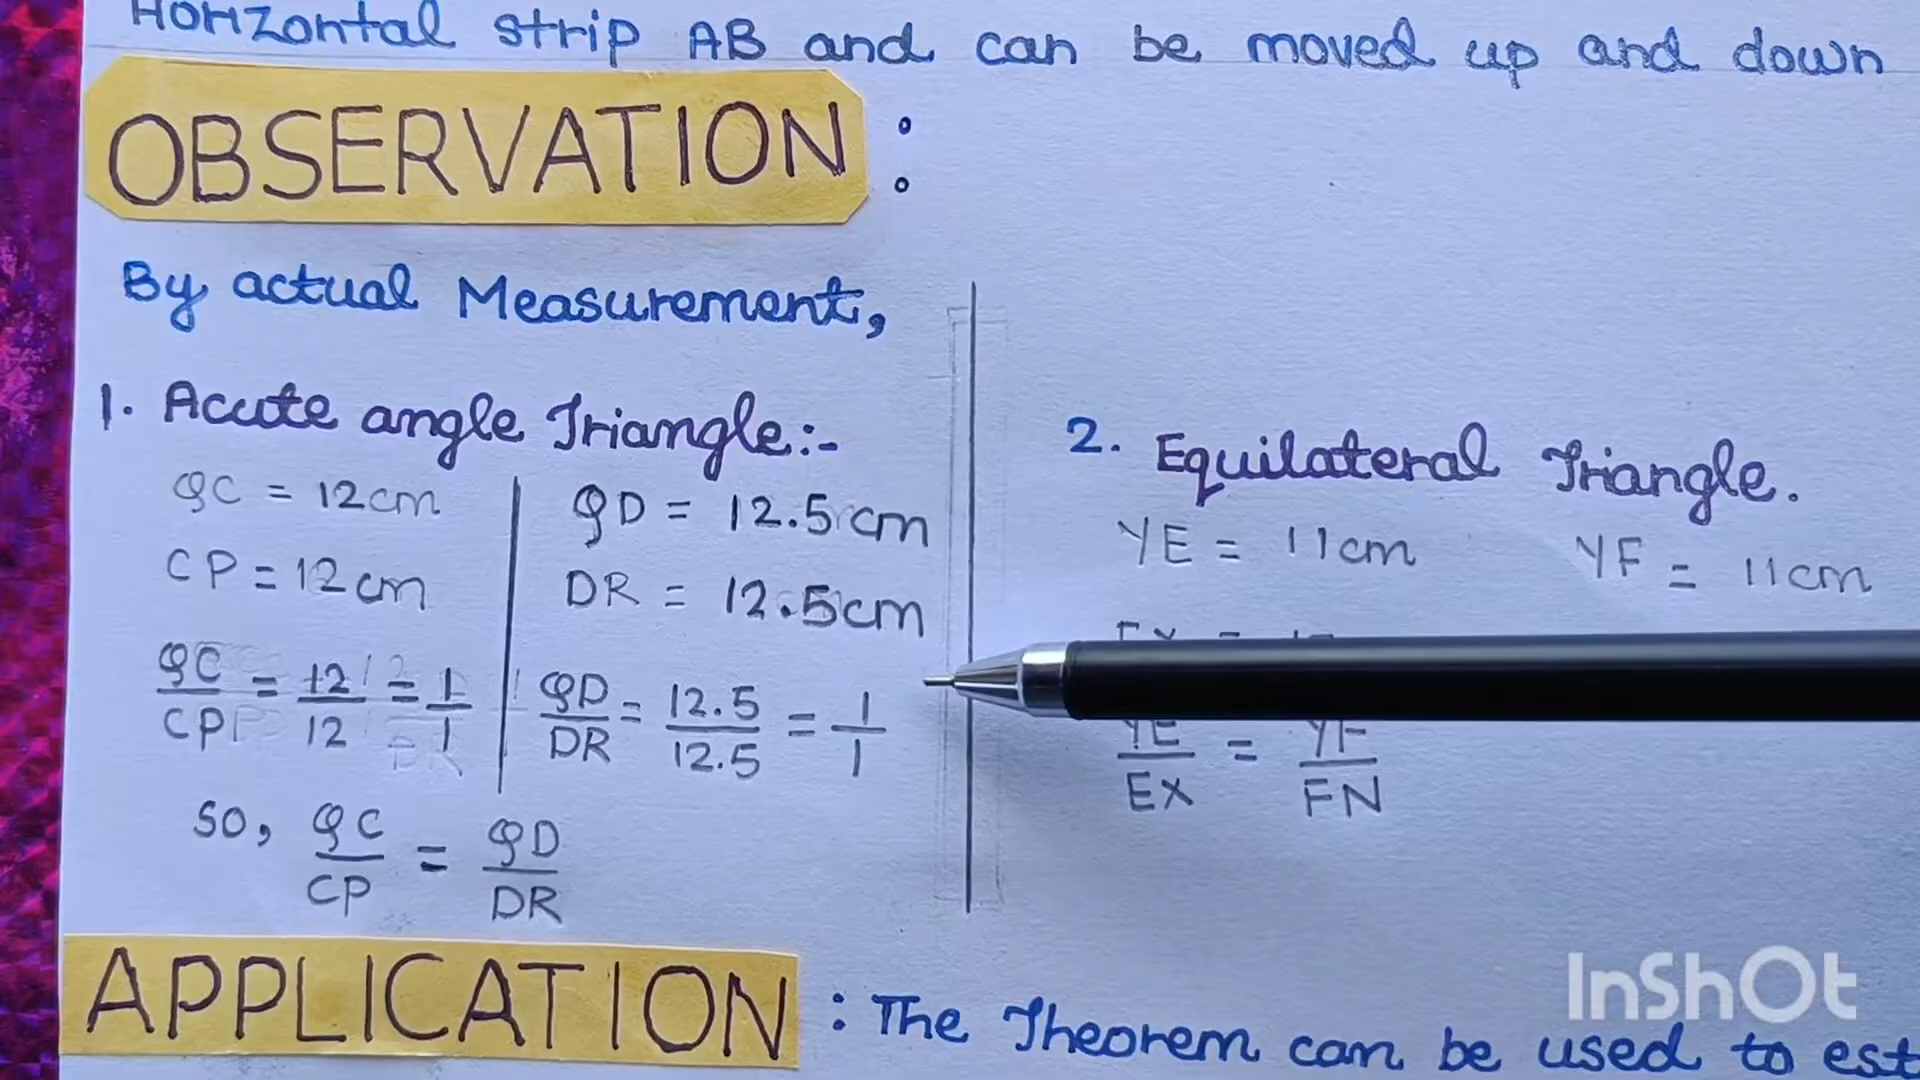 Horizontal strip AB and can be moved up and down
OBSERVATION :
By actual Measurement,
1. Acute angle Triangle:-
QC = 12cm
CP = 12cm
QC/CP = 12/12 = 1/1
QD = 12.5cm
DR = 12.5cm
QD/DR = 12.5/12.5 = 1/1
SO, QC/CP = QD/DR
2. Equilateral Triangle.
YE = 11cm YF = 11cm
YE/EX = YF/FN
APPLICATION : The Theorem can be used to est
InShOt